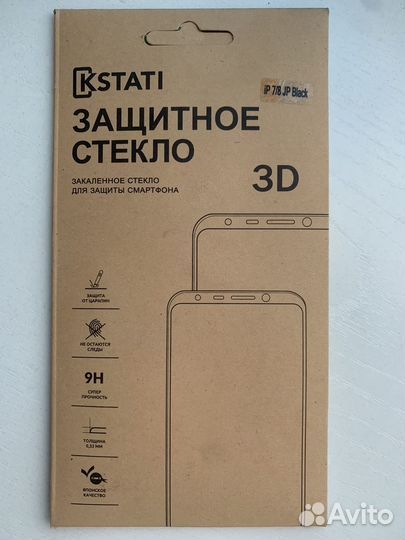 KSTATI
iP 7/8 JP Black
ЗАЩИТНОЕ
СТЕКЛО
ЗАКАЛЕННОЕ СТЕКЛО
ДЛЯ ЗАЩИТЫ СМАРТФОНА
3D
ЗАЩИТА
ОТ ЦАРАПИН
НЕ ОСТАЮТСЯ
СЛЕДЫ
9H
СУПЕР
ПРОЧНОСТЬ
ТОЛЩИНА
0,33 ММ
ЯПОНСКОЕ
КАЧЕСТВО
Avito